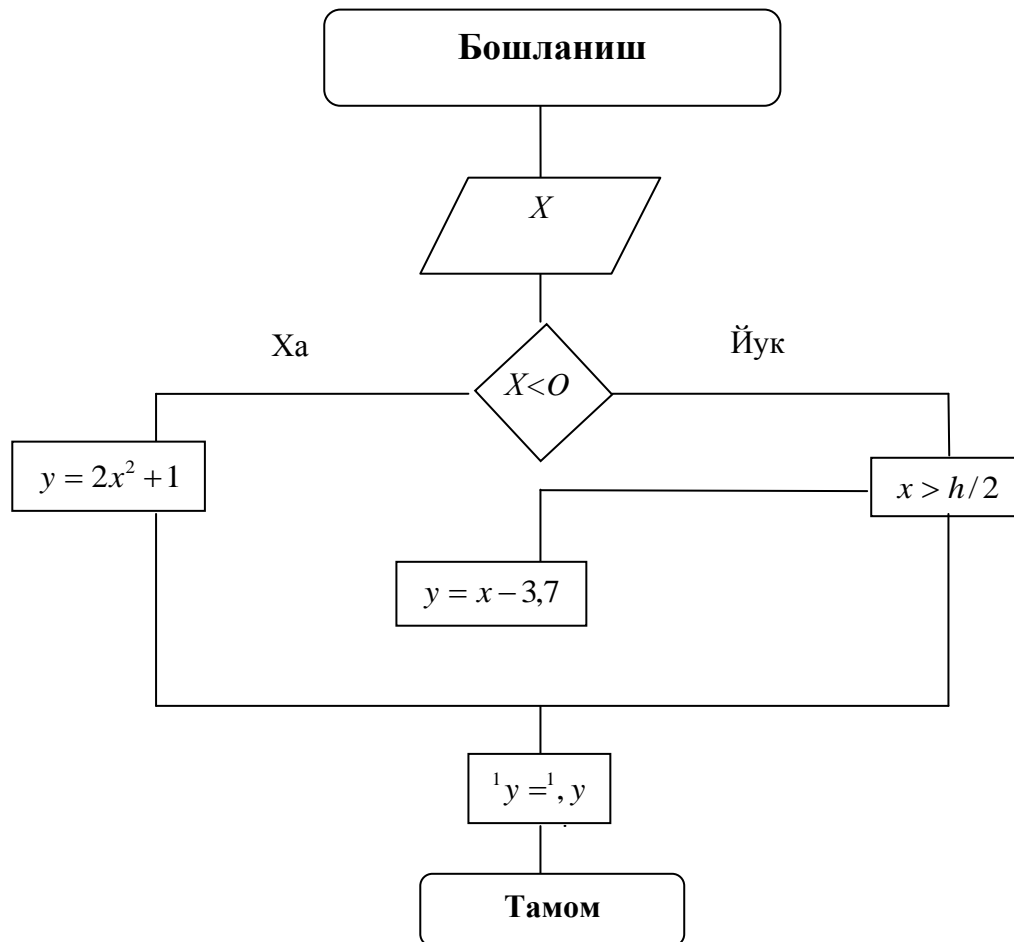 Бошланиш
X
Ха
Йук
X<O
y = 2x² + 1
x > h/2
y = x − 3,7
¹y =¹, y
Тамом